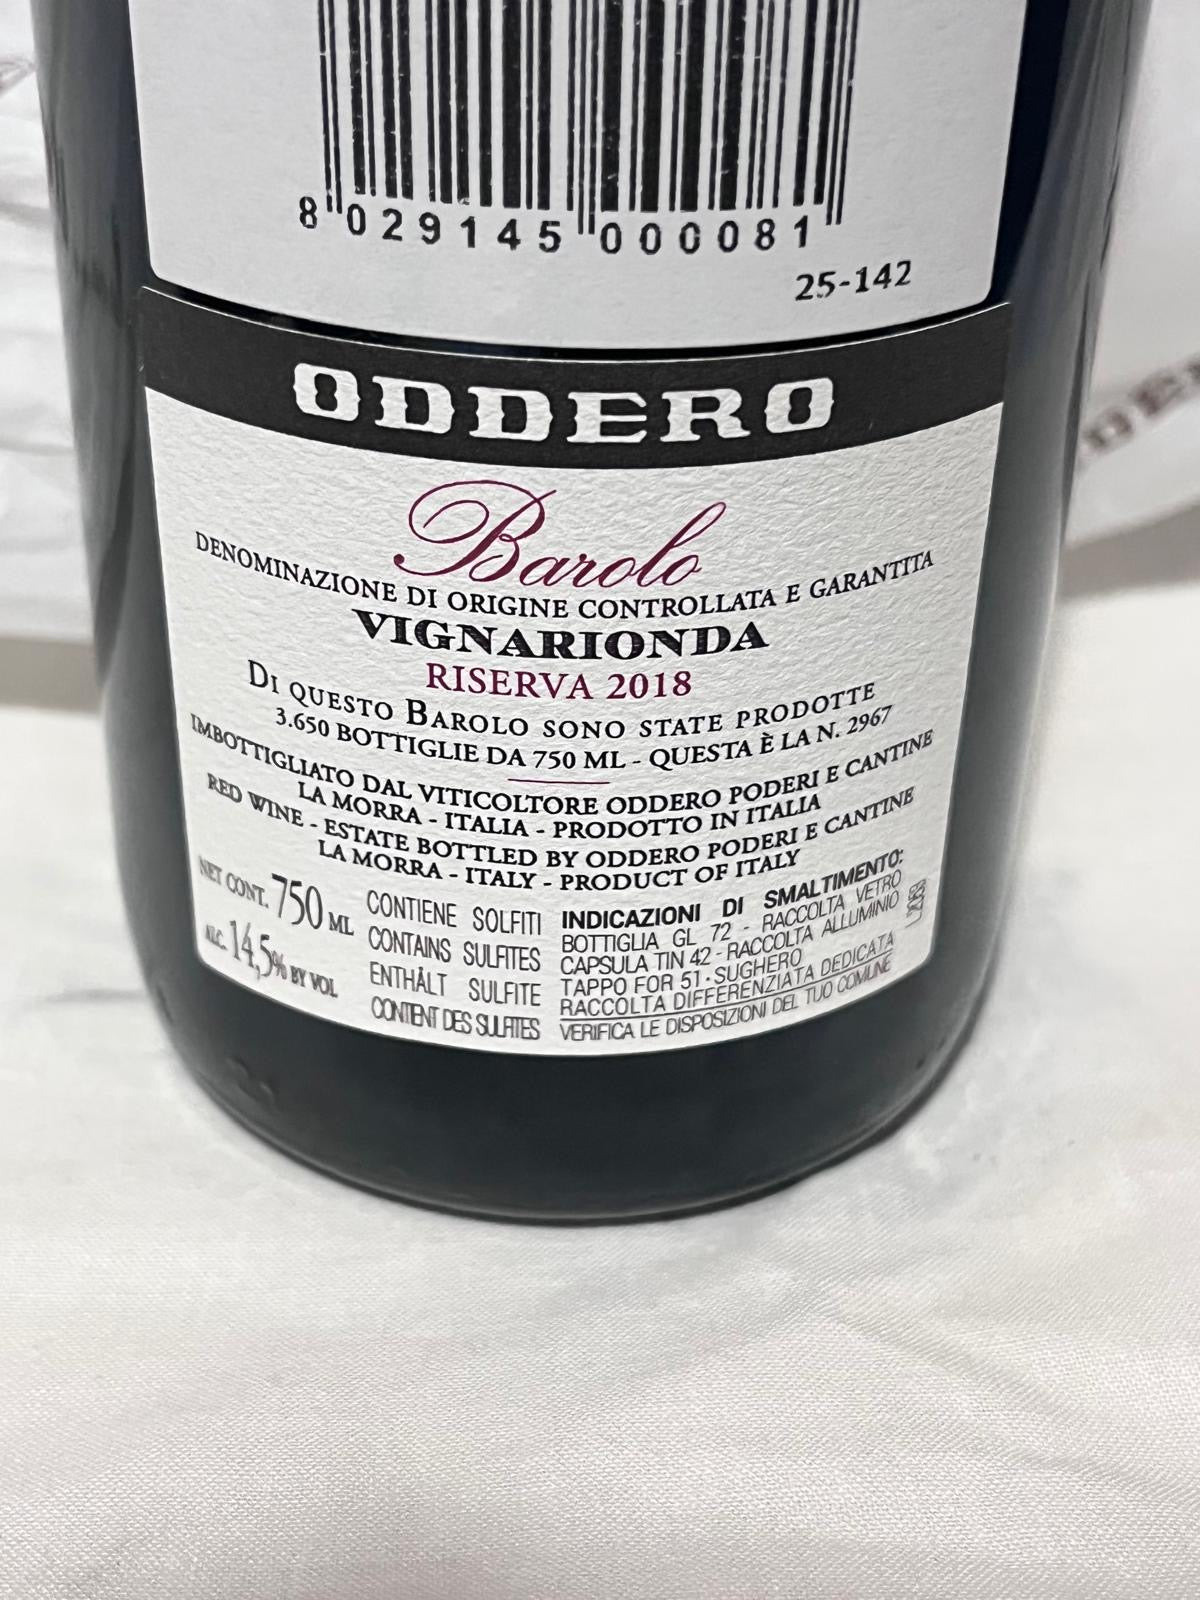 8 029145 000081
25-142
ODDERO
Barolo
DENOMINAZIONE DI ORIGINE CONTROLLATA E GARANTITA
VIGNARIONDA
RISERVA 2018
DI QUESTO BAROLO SONO STATE PRODOTTE
3.650 BOTTIGLIE DA 750 ML - QUESTA È LA N. 2967
IMBOTTIGLIATO DAL VITICOLTORE ODDERO PODERI E CANTINE
LA MORRA - ITALIA - PRODOTTO IN ITALIA
RED WINE - ESTATE BOTTLED BY ODDERO PODERI E CANTINE
LA MORRA - ITALY - PRODUCT OF ITALY
NET CONT. 750 ML
ALC. 14,5% BY VOL
CONTIENE SOLFITI
CONTAINS SULFITES
ENTHÄLT SULFITE
CONTIENT DES SULFITES
INDICAZIONI DI SMALTIMENTO:
BOTTIGLIA GL 72 - RACCOLTA VETRO
CAPSULA TIN 42 - RACCOLTA ALLUMINIO
TAPPO FOR 51 - SUGHERO
RACCOLTA DIFFERENZIATA DEDICATA
VERIFICA LE DISPOSIZIONI DEL TUO COMUNE